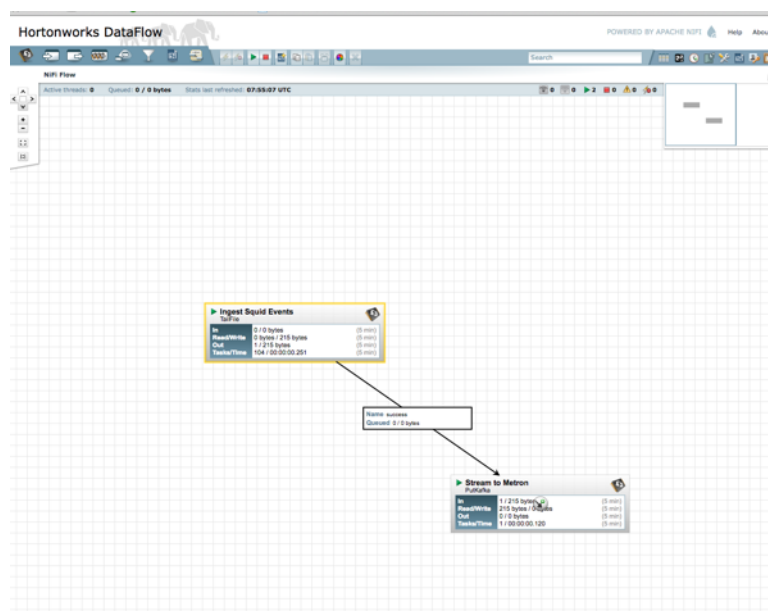 Hortonworks DataFlow
POWERED BY APACHE NIFI
Help
Abou
Search
NiFi Flow
Active threads: 0 Queued: 0 / 0 bytes Stats last refreshed: 07:55:07 UTC
0 0 2 0 0 0
Ingest Squid Events
TailFile
In 0 / 0 bytes (5 min)
Read/Write 0 bytes / 215 bytes (5 min)
Out 1 / 215 bytes (5 min)
Tasks/Time 104 / 00:00:00.251 (5 min)
Name success
Queued 0 / 0 bytes
Stream to Metron
PutKafka
In 1 / 215 bytes (5 min)
Read/Write 215 bytes / 0 bytes (5 min)
Out 0 / 0 bytes (5 min)
Tasks/Time 1 / 00:00:00.120 (5 min)